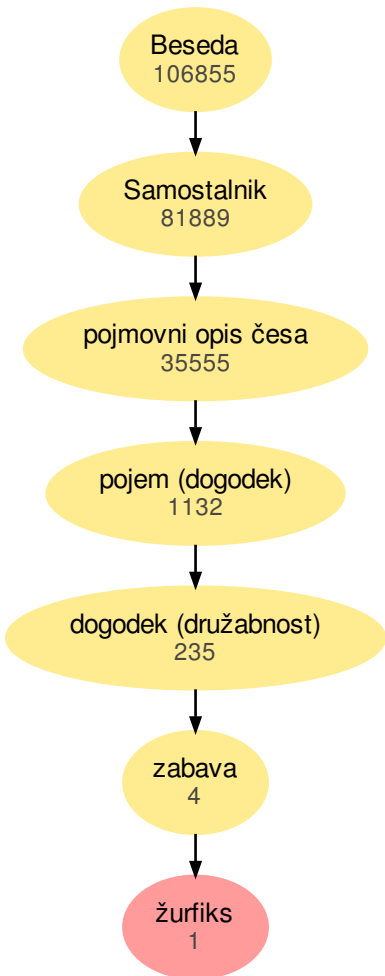 Beseda
106855
Samostalnik
81889
pojmovni opis česa
35555
pojem (dogodek)
1132
dogodek (družabnost)
235
zabava
4
žurfiks
1